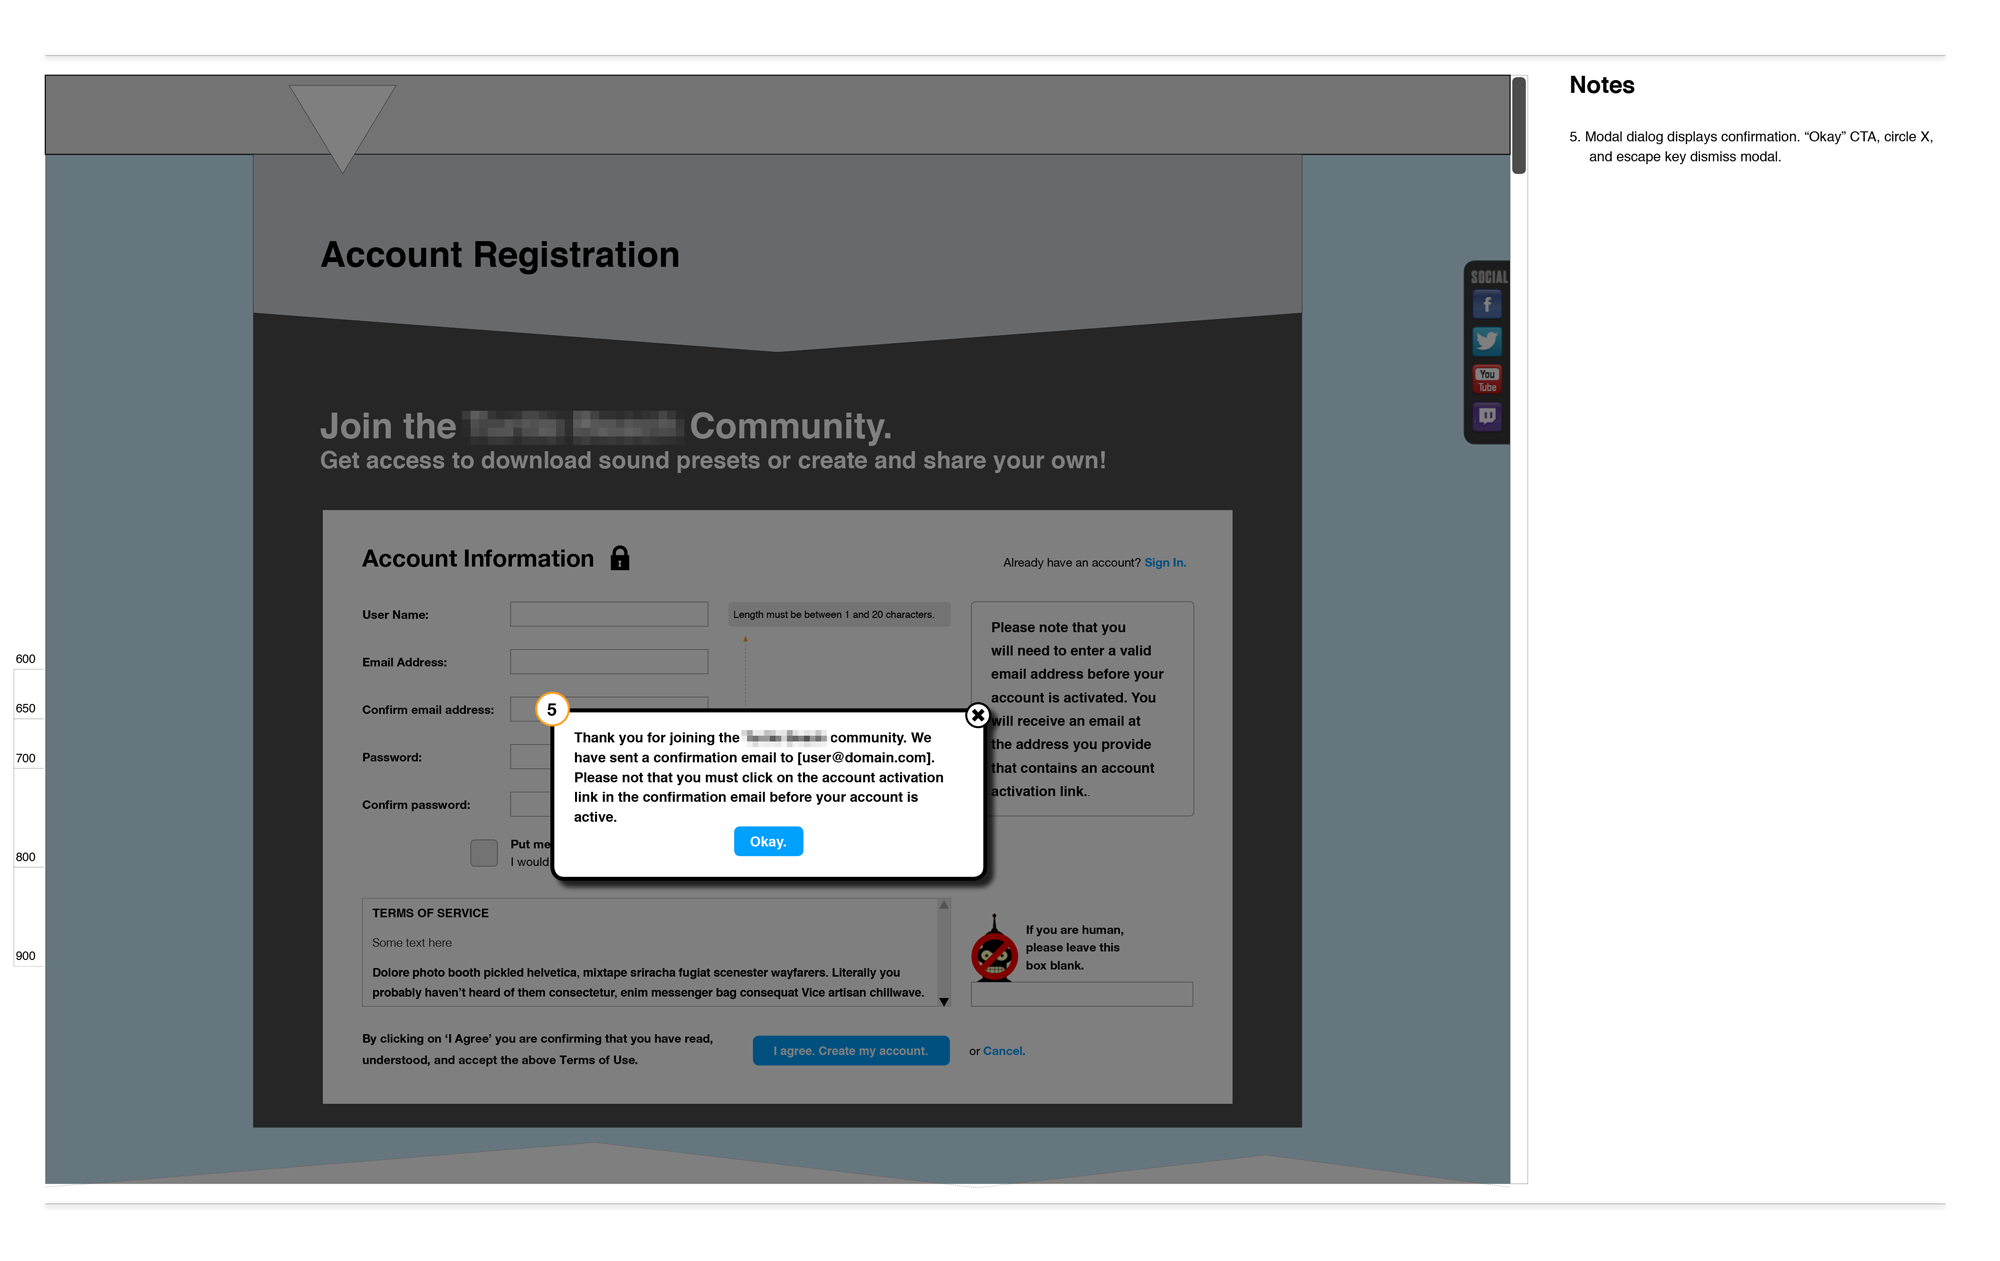 Notes
5. Modal dialog displays confirmation. “Okay” CTA, circle X,
and escape key dismiss modal.
Account Registration
SOCIAL
f
You
Tube
Join the Community.
Get access to download sound presets or create and share your own!
Account Information
Already have an account? Sign In.
User Name:
Length must be between 1 and 20 characters.
Email Address:
Confirm email address:
Password:
Confirm password:
Please note that you
will need to enter a valid
email address before your
account is activated. You
will receive an email at
the address you provide
that contains an account
activation link..
600
650
700
800
900
5
Thank you for joining the community. We
have sent a confirmation email to [user@domain.com].
Please not that you must click on the account activation
link in the confirmation email before your account is
active.
Okay.
Put me
I would
TERMS OF SERVICE
Some text here
Dolore photo booth pickled helvetica, mixtape sriracha fugiat scenester wayfarers. Literally you
probably haven’t heard of them consectetur, enim messenger bag consequat Vice artisan chillwave.
If you are human,
please leave this
box blank.
By clicking on ‘I Agree’ you are confirming that you have read,
understood, and accept the above Terms of Use.
I agree. Create my account.
or Cancel.